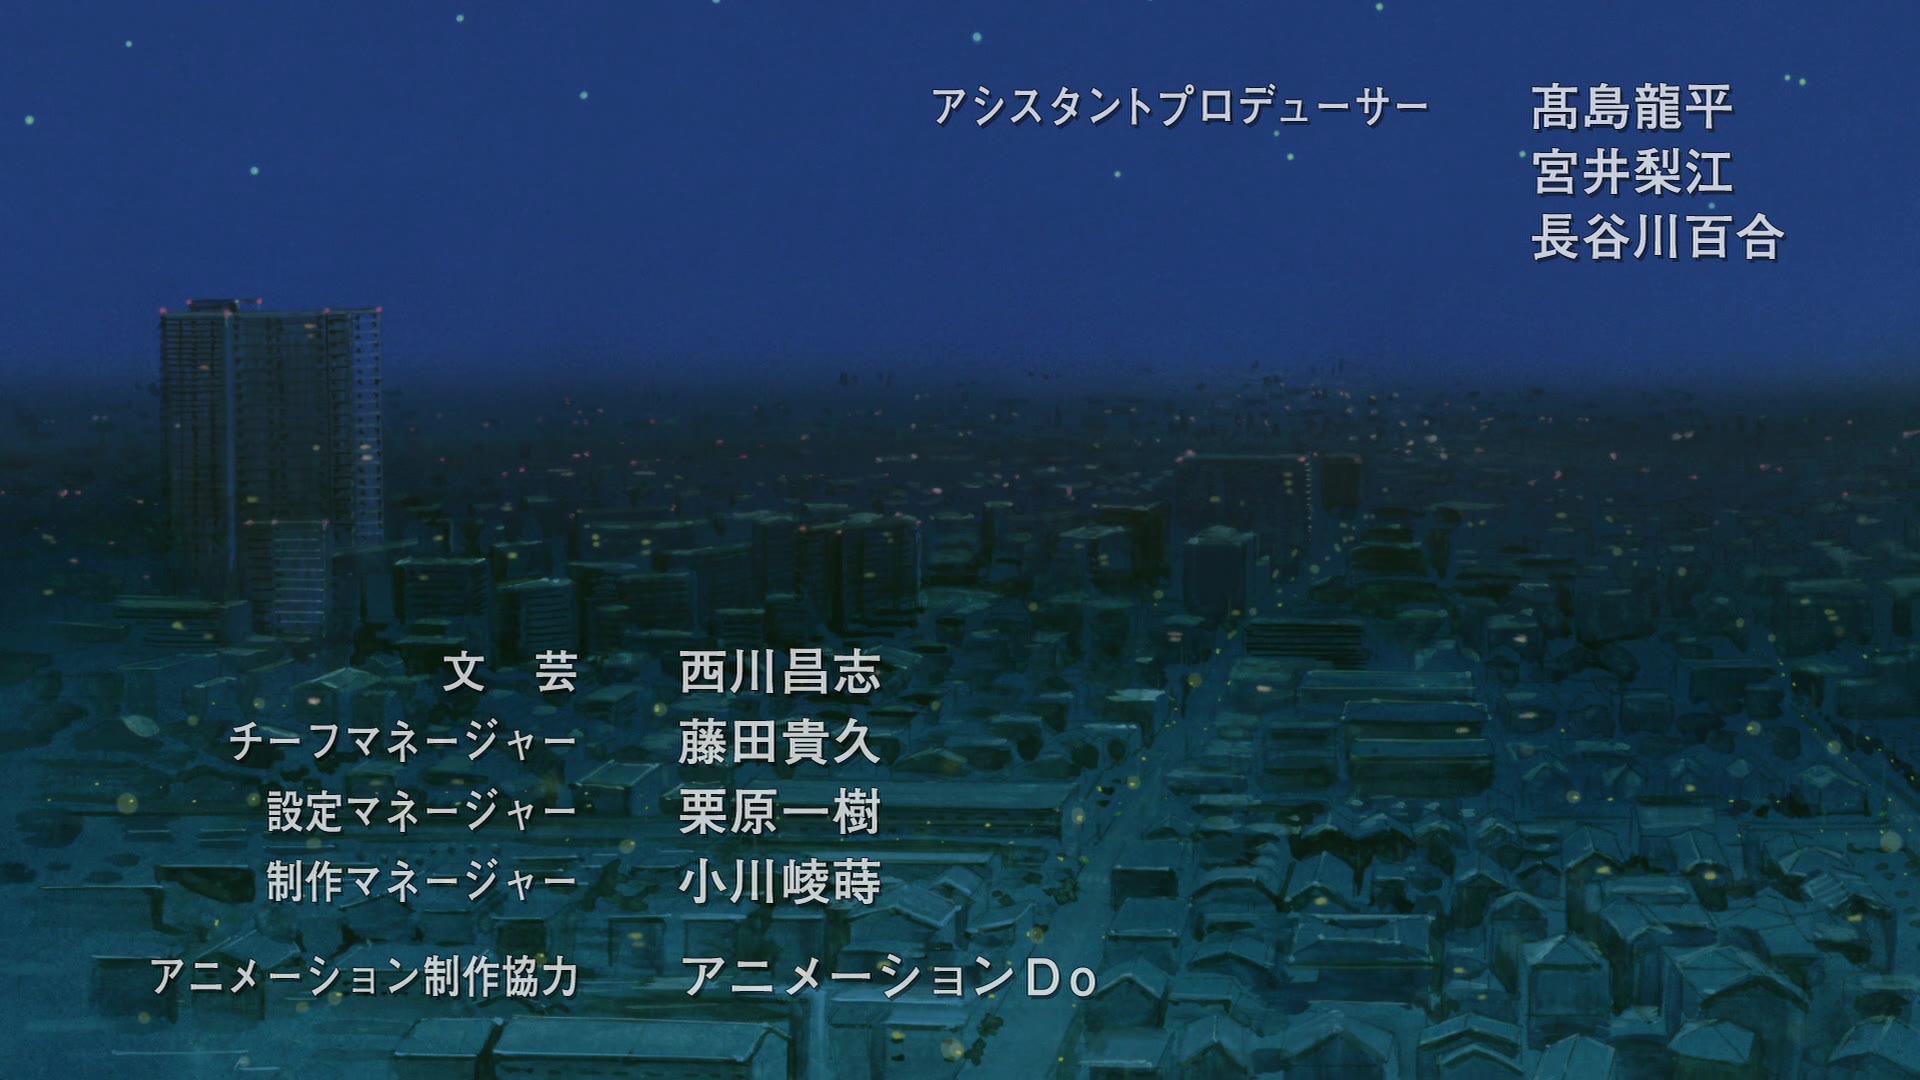 アシスタントプロデューサー 髙島龍平
宮井梨江
長谷川百合
文 芸 西川昌志
チーフマネージャー 藤田貴久
設定マネージャー 栗原一樹
制作マネージャー 小川崚蒔
アニメーション制作協力 アニメーションDo